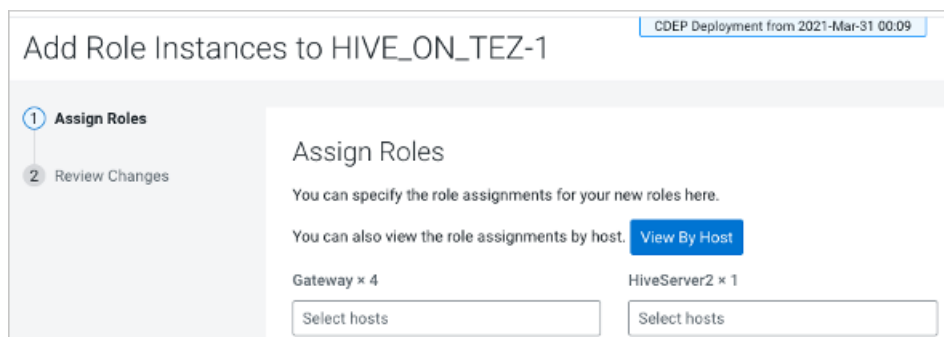 CDEP Deployment from 2021-Mar-31 00:09
Add Role Instances to HIVE_ON_TEZ-1
1 Assign Roles
2 Review Changes
Assign Roles
You can specify the role assignments for your new roles here.
You can also view the role assignments by host. View By Host
Gateway × 4 HiveServer2 × 1
Select hosts Select hosts